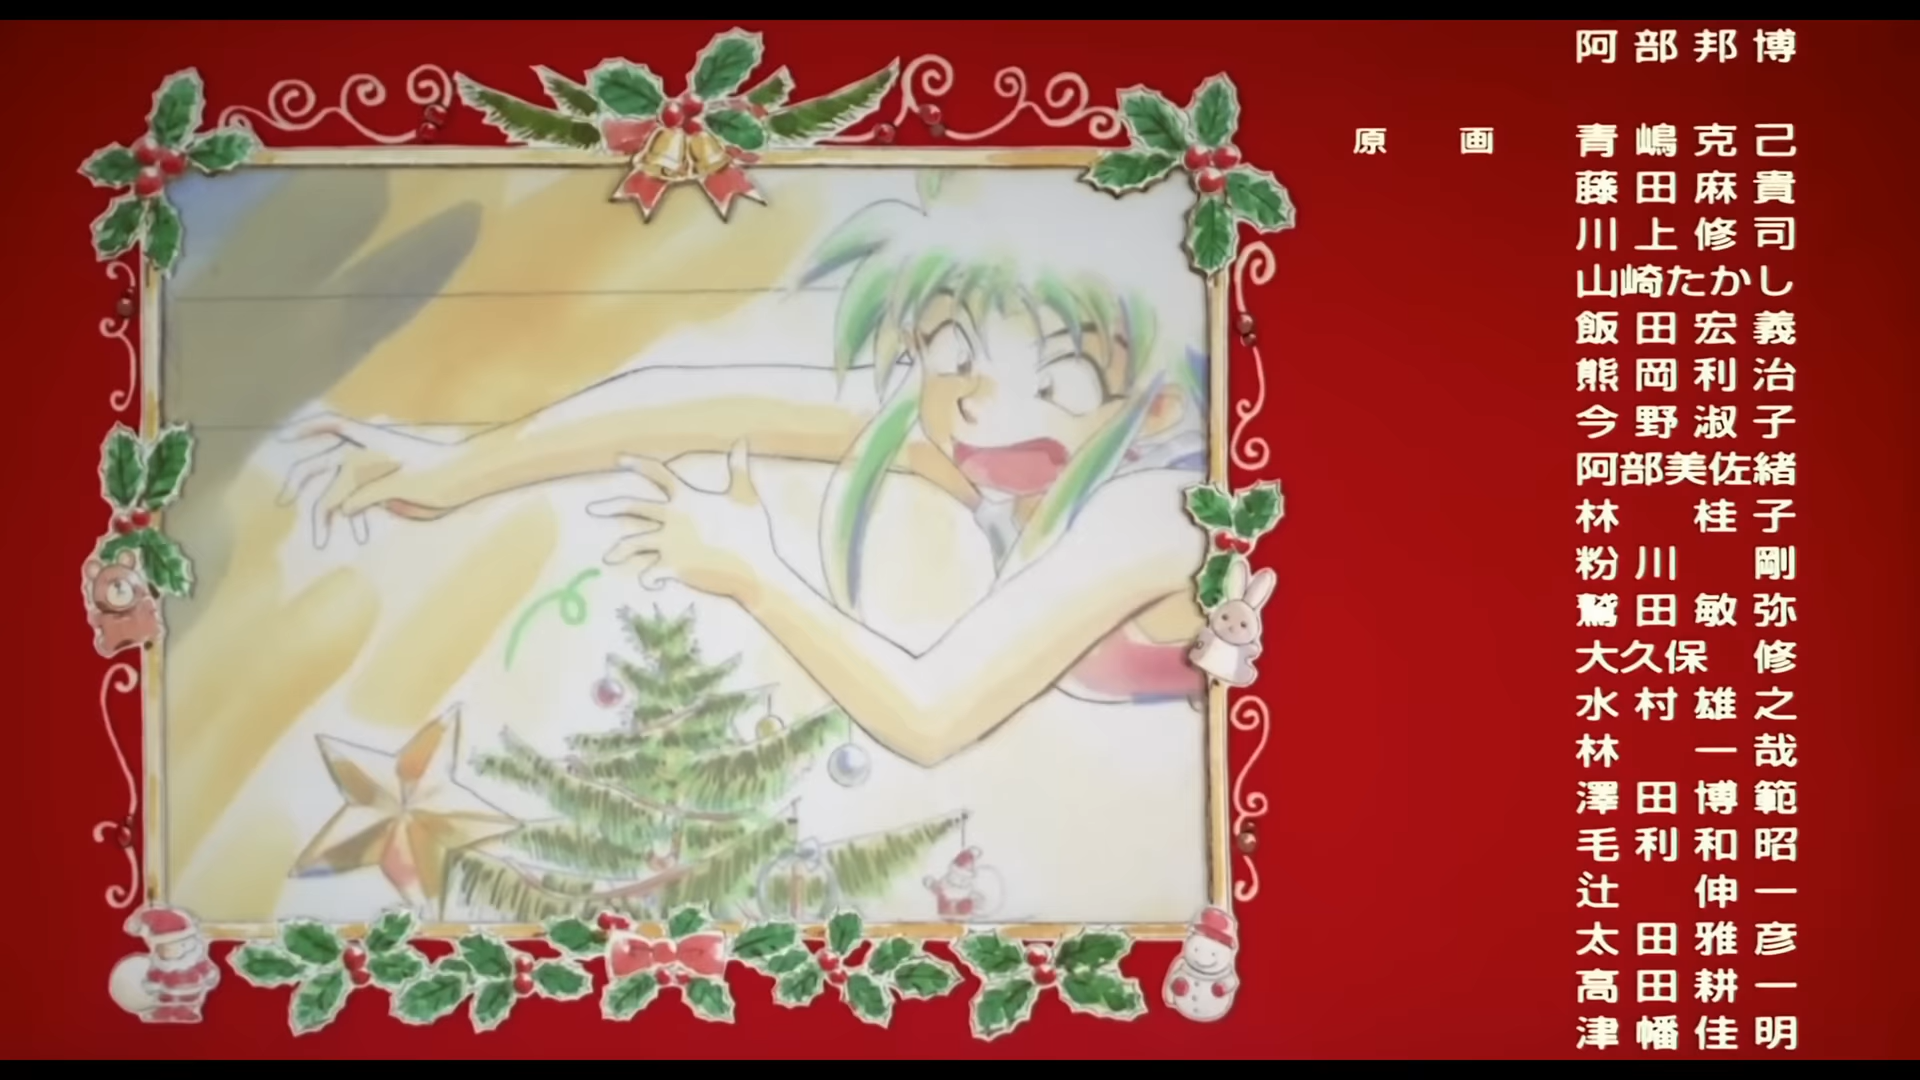 阿部邦博
原画 青嶋克己
藤田麻貴
川上修司
山崎たかし
飯田宏義
熊岡利治
今野淑子
阿部美佐緒
林桂子
粉川剛
鷲田敏弥
大久保修
水村雄之
林一哉
澤田博範
毛利和昭
辻伸一
太田雅彦
高田耕一
津幡佳明